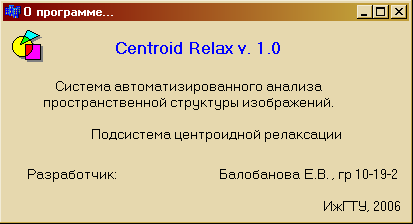 О программе...
Centroid Relax v. 1.0
Система автоматизированного анализа
пространственной структуры изображений.
Подсистема центроидной релаксации
Разработчик: Балобанова Е.В., гр 10-19-2
ИжГТУ, 2006